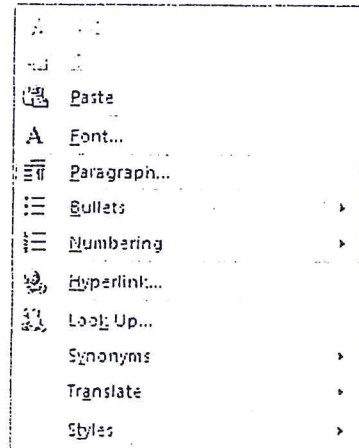 Paste
Font...
Paragraph...
Bullets
Numbering
Hyperlink...
Look Up...
Synonyms
Translate
Styles